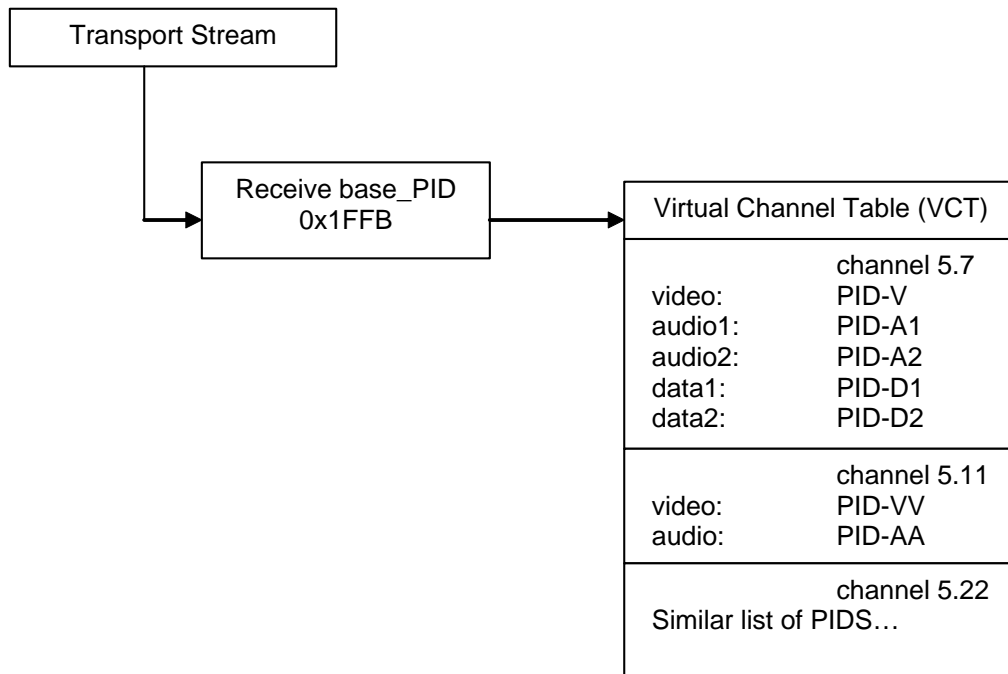 Transport Stream
Receive base_PID
0x1FFB
Virtual Channel Table (VCT)
channel 5.7
video: PID-V
audio1: PID-A1
audio2: PID-A2
data1: PID-D1
data2: PID-D2
channel 5.11
video: PID-VV
audio: PID-AA
channel 5.22
Similar list of PIDS…